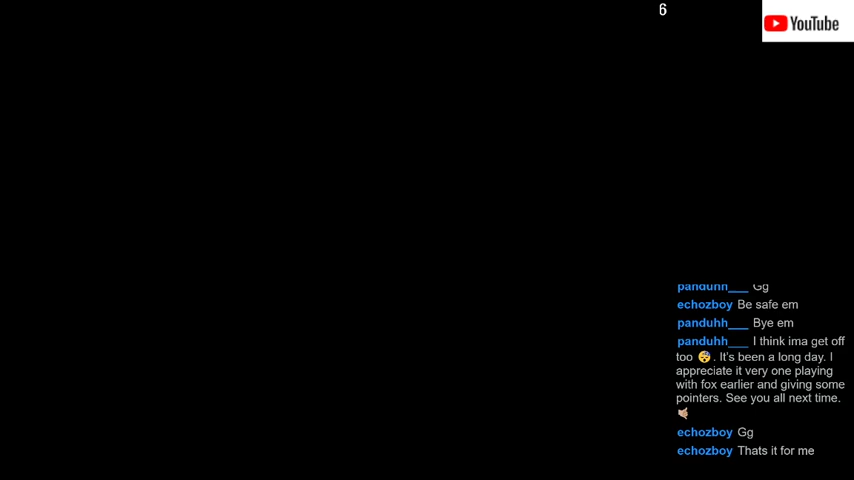 6
YouTube
panduhh___ Gg
echozboy Be safe em
panduhh___ Bye em
panduhh___ I think ima get off
too 😴. It's been a long day. I
appreciate it very one playing
with fox earlier and giving some
pointers. See you all next time.
🤙🏼
echozboy Gg
echozboy Thats it for me